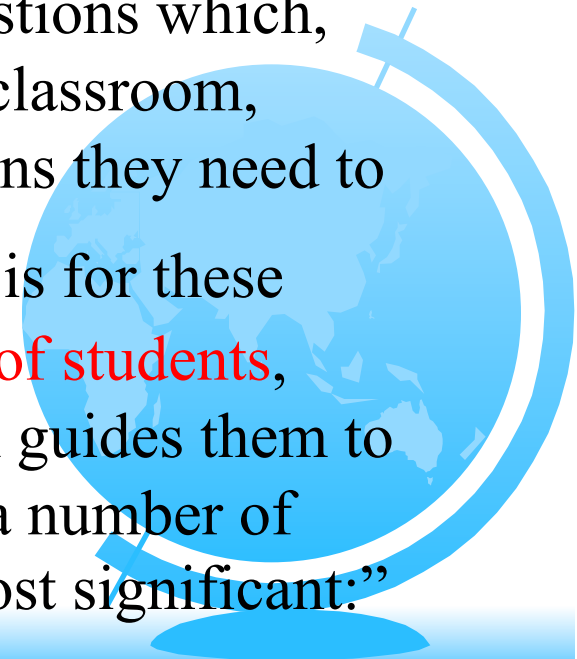 stions which,
classroom,
ns they need to
is for these
of students,
guides them to
a number of
ost significant:”